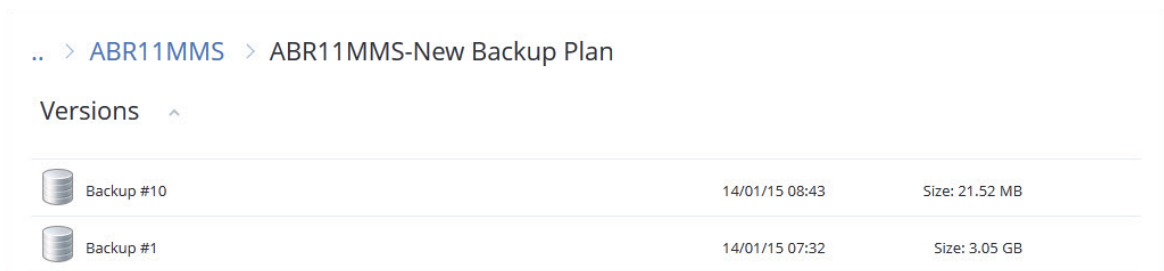 .. > ABR11MMS > ABR11MMS-New Backup Plan
Versions
Backup #10 14/01/15 08:43 Size: 21.52 MB
Backup #1 14/01/15 07:32 Size: 3.05 GB